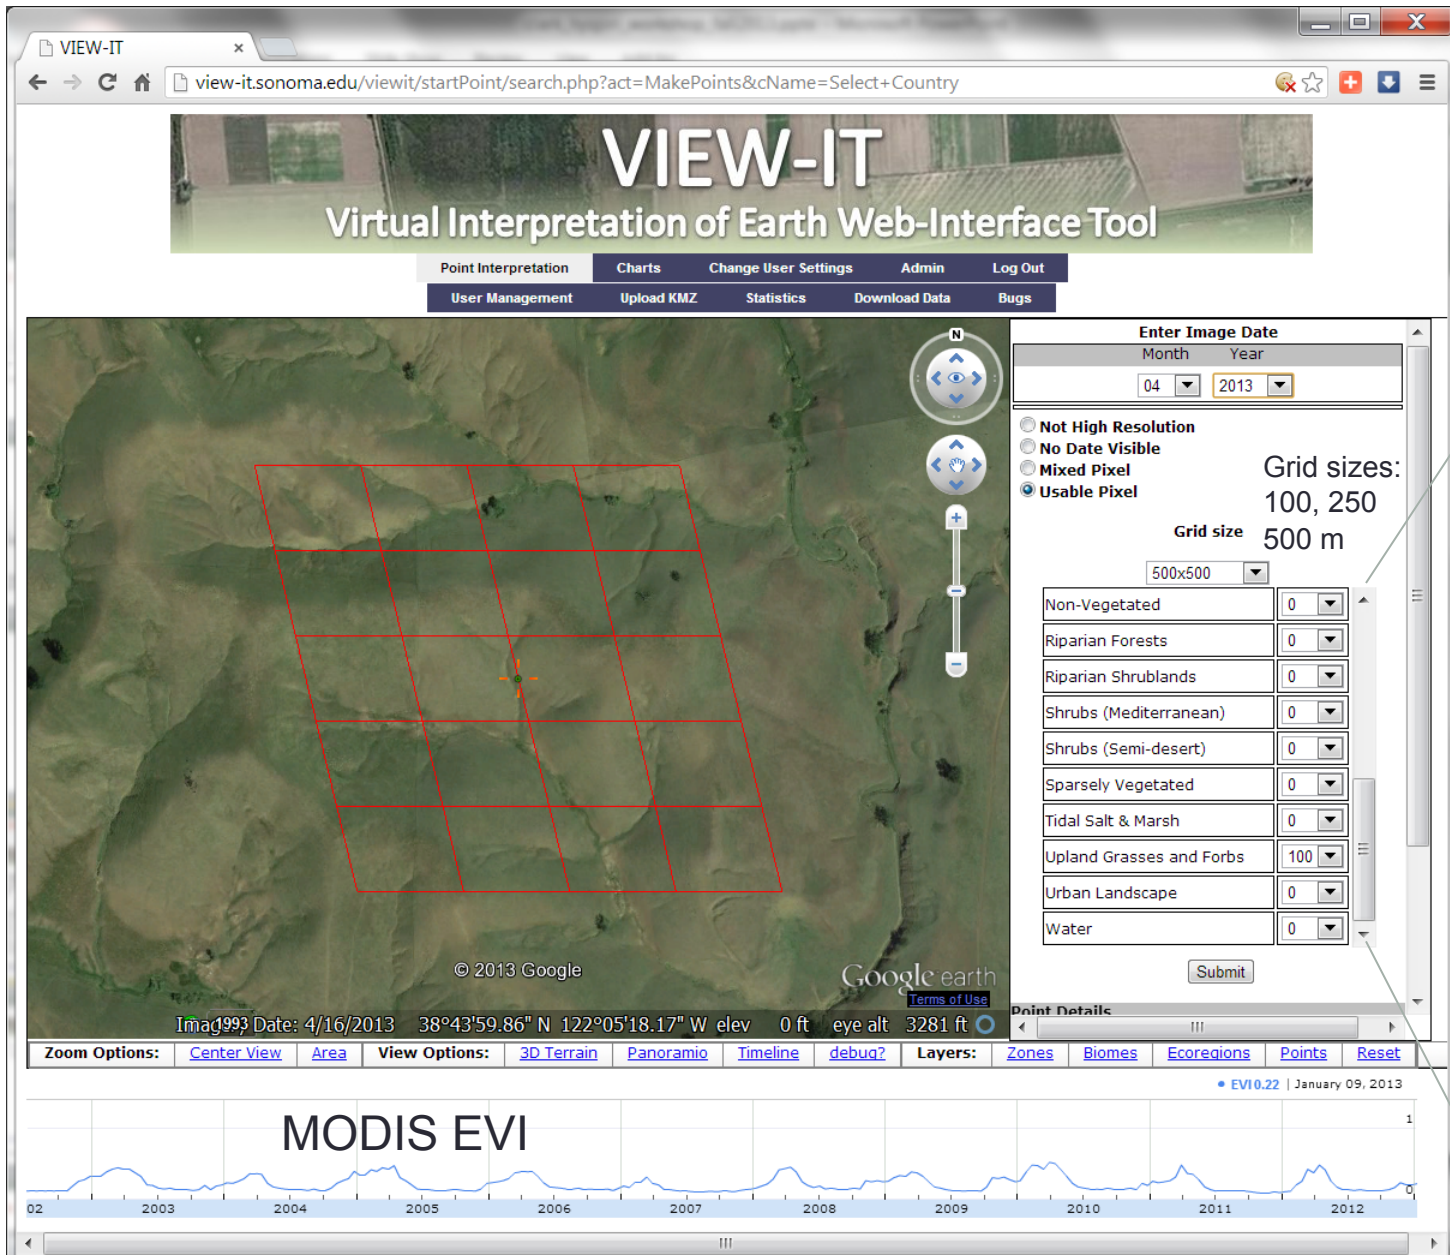 VIEW-IT
view-it.sonoma.edu/viewit/startPoint/search.php?act=MakePoints&cName=Select+Country
VIEW-IT
Virtual Interpretation of Earth Web-Interface Tool
Point Interpretation Charts Change User Settings Admin Log Out
User Management Upload KMZ Statistics Download Data Bugs
N
Enter Image Date
Month Year
04 2013
Not High Resolution
No Date Visible
Mixed Pixel
Usable Pixel
Grid sizes:
100, 250
500 m
Grid size
500x500
Non-Vegetated 0
Riparian Forests 0
Riparian Shrublands 0
Shrubs (Mediterranean) 0
Shrubs (Semi-desert) 0
Sparsely Vegetated 0
Tidal Salt & Marsh 0
Upland Grasses and Forbs 100
Urban Landscape 0
Water 0
Submit
Point Details
© 2013 Google
Google earth
Terms of Use
1993 Date: 4/16/2013 38°43'59.86" N 122°05'18.17" W elev 0 ft eye alt 3281 ft
Zoom Options: Center View Area View Options: 3D Terrain Panoramio Timeline debug? Layers: Zones Biomes Ecoregions Points Reset
EVI 0.22 | January 09, 2013
MODIS EVI
1
0
02 2003 2004 2005 2006 2007 2008 2009 2010 2011 2012